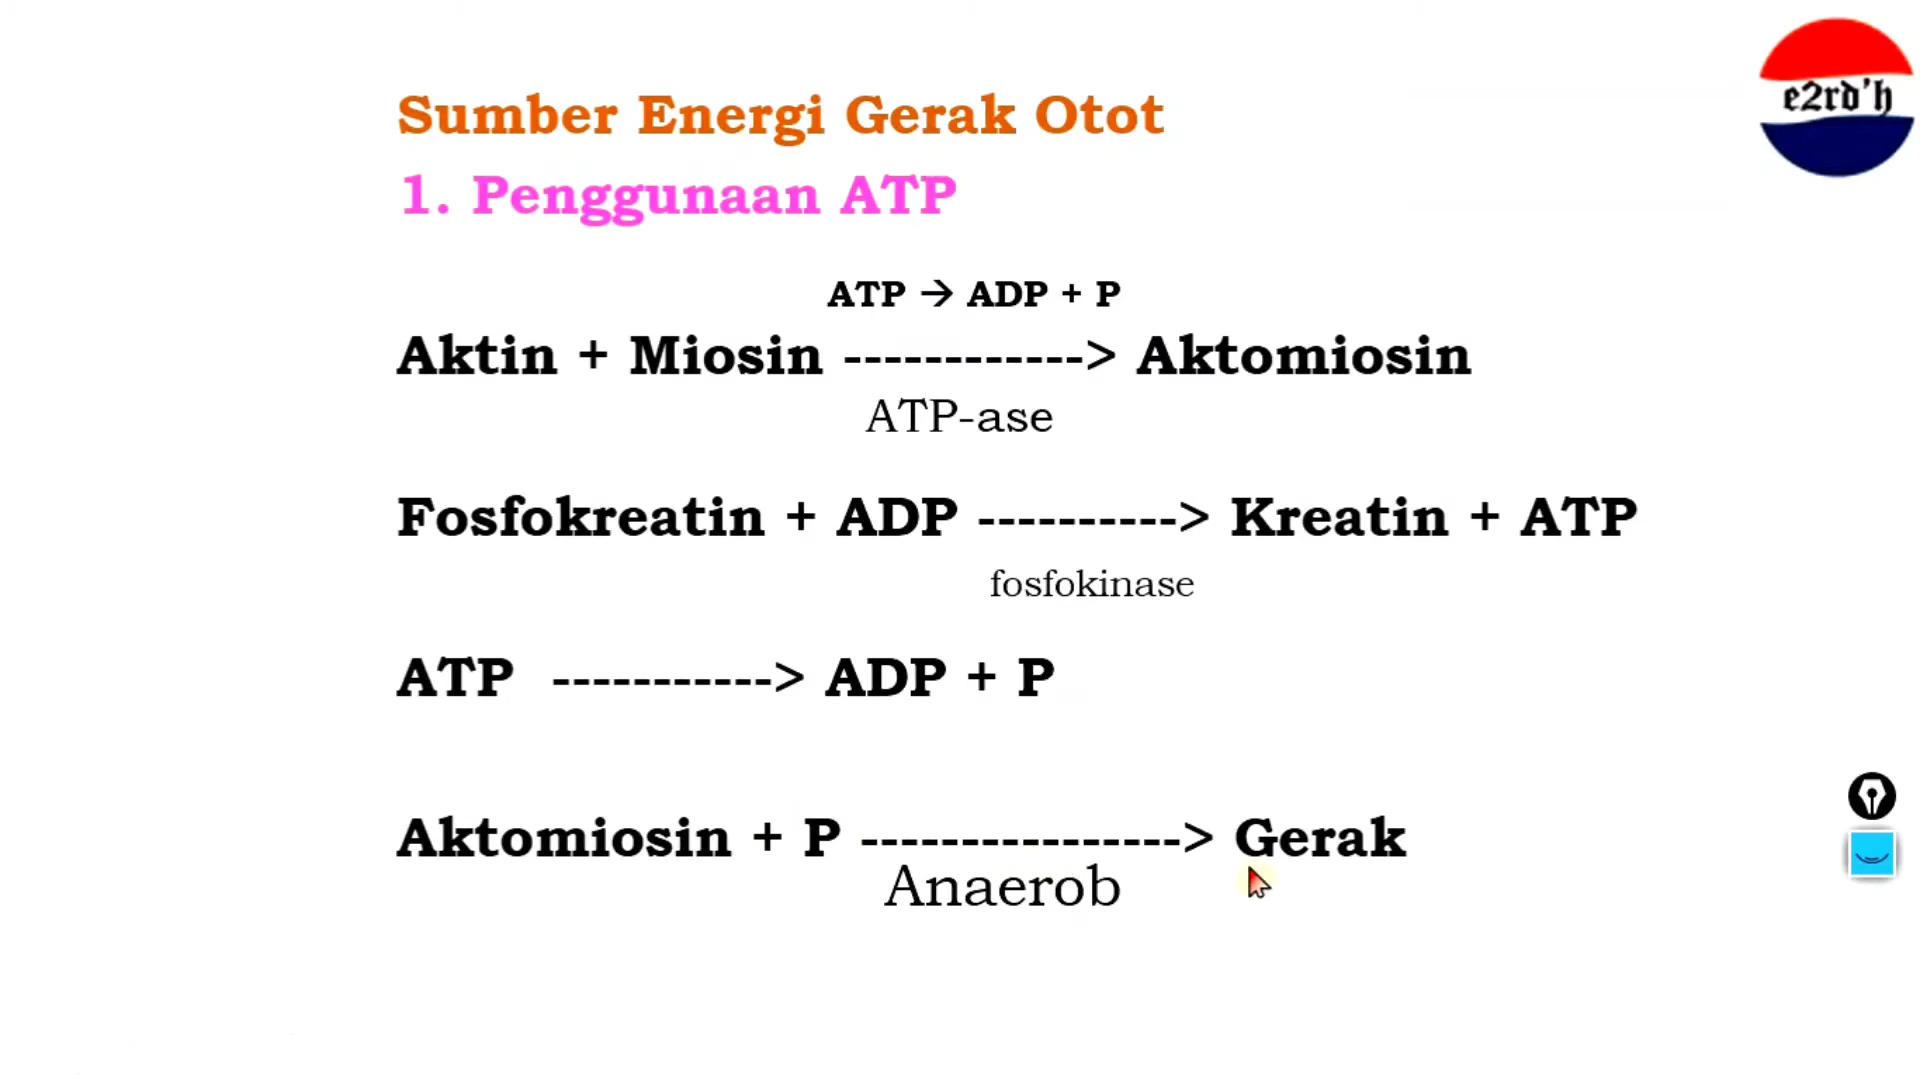 e2rd'h
Sumber Energi Gerak Otot
1. Penggunaan ATP
ATP → ADP + P
Aktin + Miosin ------------> Aktomiosin
ATP-ase
Fosfokreatin + ADP ----------> Kreatin + ATP
fosfokinase
ATP -----------> ADP + P
Aktomiosin + P ----------------> Gerak
Anaerob